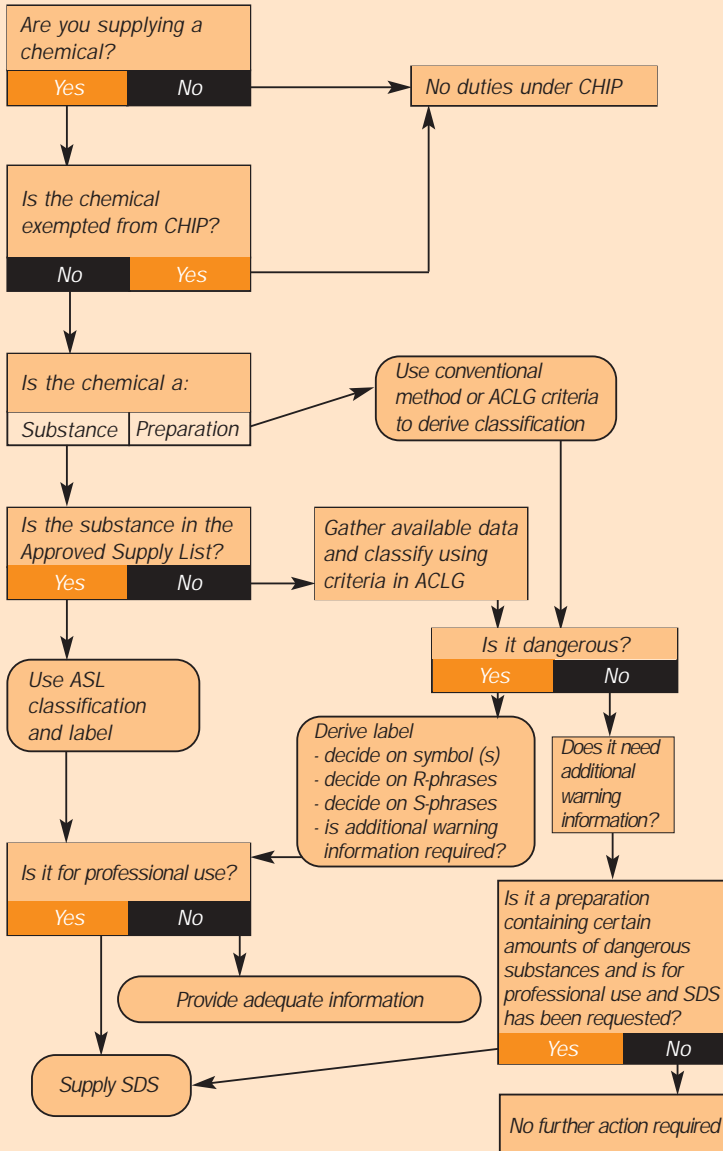 Are you supplying a
chemical?
Yes No
No duties under CHIP
Is the chemical
exempted from CHIP?
No Yes
Is the chemical a:
Substance Preparation
Use conventional
method or ACLG criteria
to derive classification
Is the substance in the
Approved Supply List?
Yes No
Gather available data
and classify using
criteria in ACLG
Is it dangerous?
Yes No
Use ASL
classification
and label
Derive label
- decide on symbol (s)
- decide on R-phrases
- decide on S-phrases
- is additional warning
information required?
Does it need
additional
warning
information?
Is it for professional use?
Yes No
Provide adequate information
Is it a preparation
containing certain
amounts of dangerous
substances and is for
professional use and SDS
has been requested?
Yes No
Supply SDS
No further action required